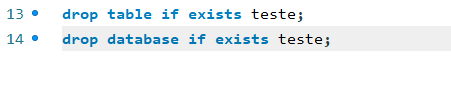 13 drop table if exists teste;
14 drop database if exists teste;